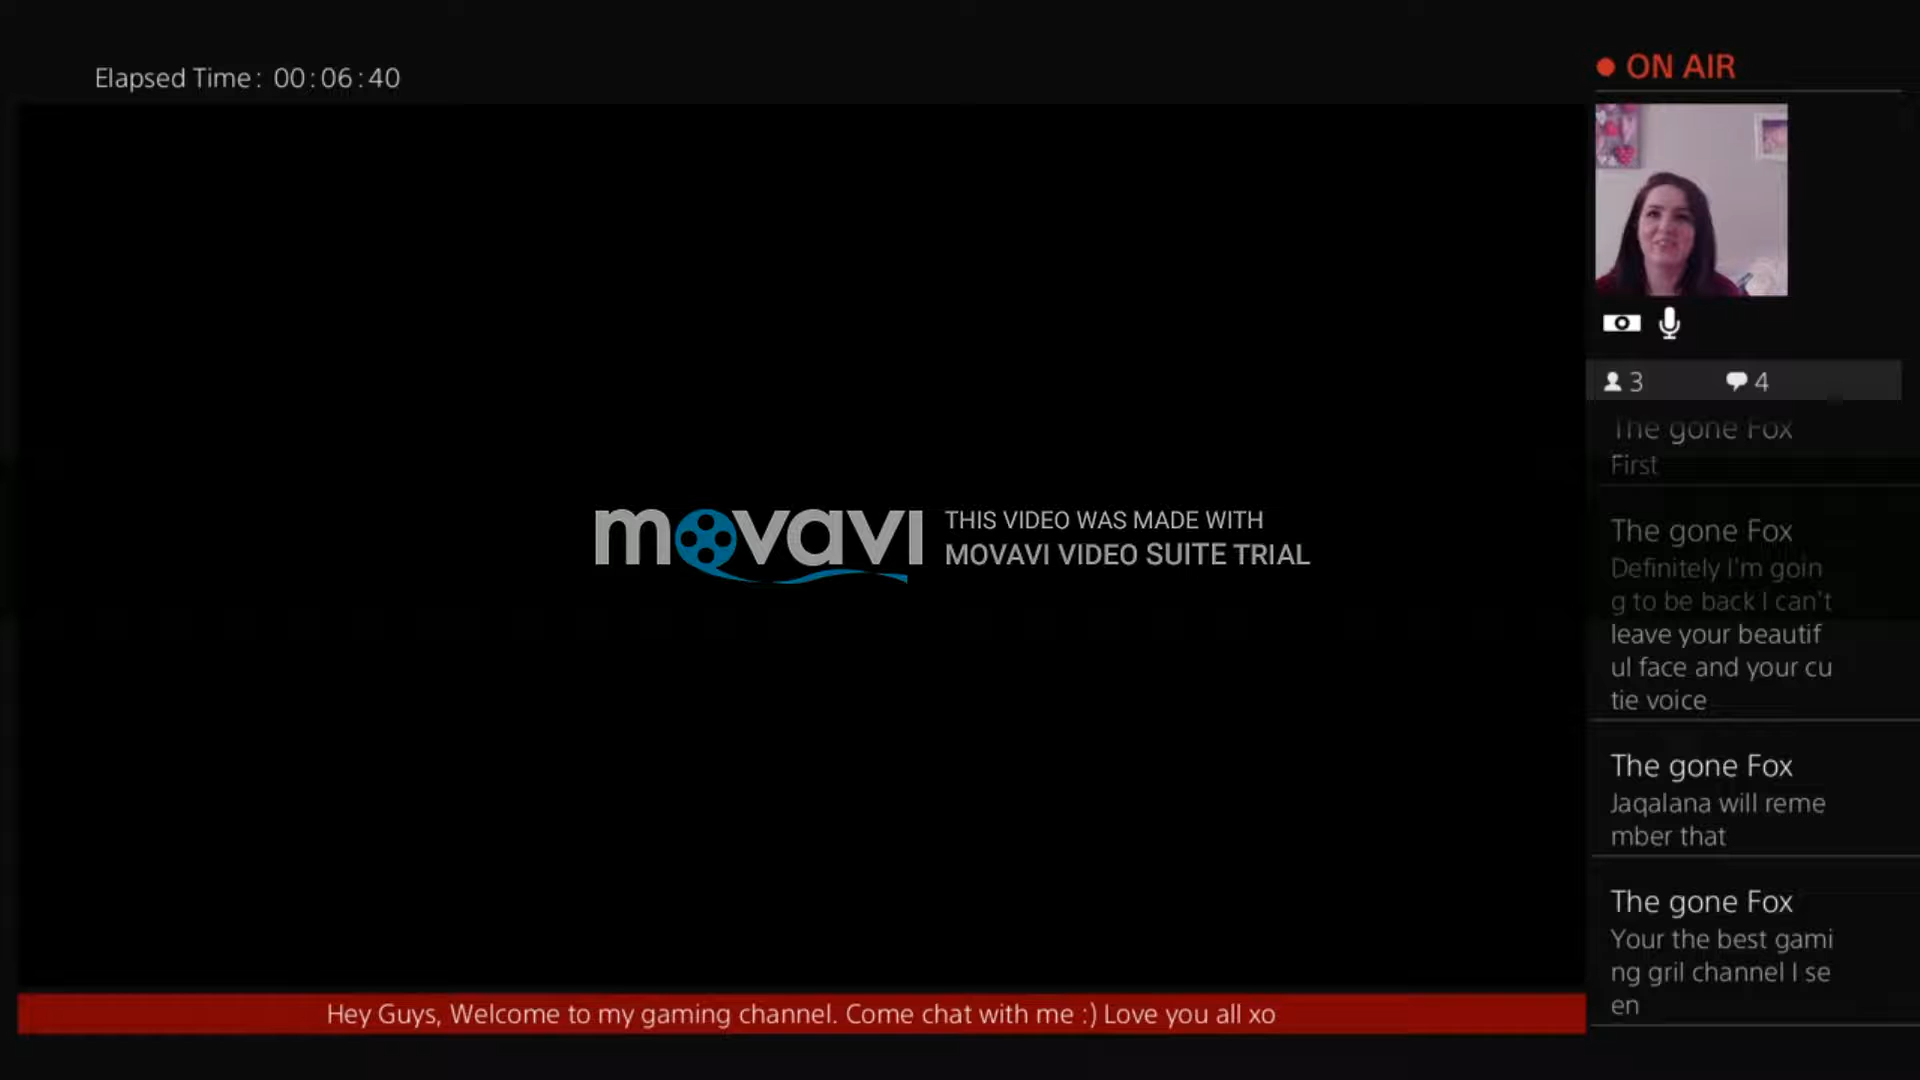 Elapsed Time: 00:06:40
ON AIR
3 4
The gone Fox
First
The gone Fox
Definitely I'm goin
g to be back I can't
leave your beautif
ul face and your cu
tie voice
The gone Fox
Jaqalana will reme
mber that
The gone Fox
Your the best gami
ng gril channel I se
en
movavi
THIS VIDEO WAS MADE WITH
MOVAVI VIDEO SUITE TRIAL
Hey Guys, Welcome to my gaming channel. Come chat with me :) Love you all xo